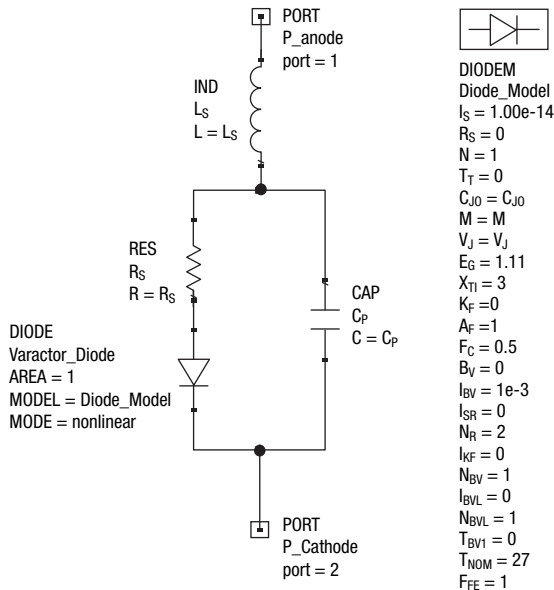 PORT
P_anode
port = 1
IND
LS
L = LS
RES
RS
R = RS
CAP
CP
C = CP
DIODE
Varactor_Diode
AREA = 1
MODEL = Diode_Model
MODE = nonlinear
PORT
P_Cathode
port = 2
DIODEM
Diode_Model
IS = 1.00e-14
RS = 0
N = 1
TT = 0
CJO = CJO
M = M
VJ = VJ
EG = 1.11
XTI = 3
KF =0
AF =1
FC = 0.5
BV = 0
IBV = 1e-3
ISR = 0
NR = 2
IKF = 0
NBV = 1
IBVL = 0
NBVL = 1
TBV1 = 0
TNOM = 27
FFE = 1